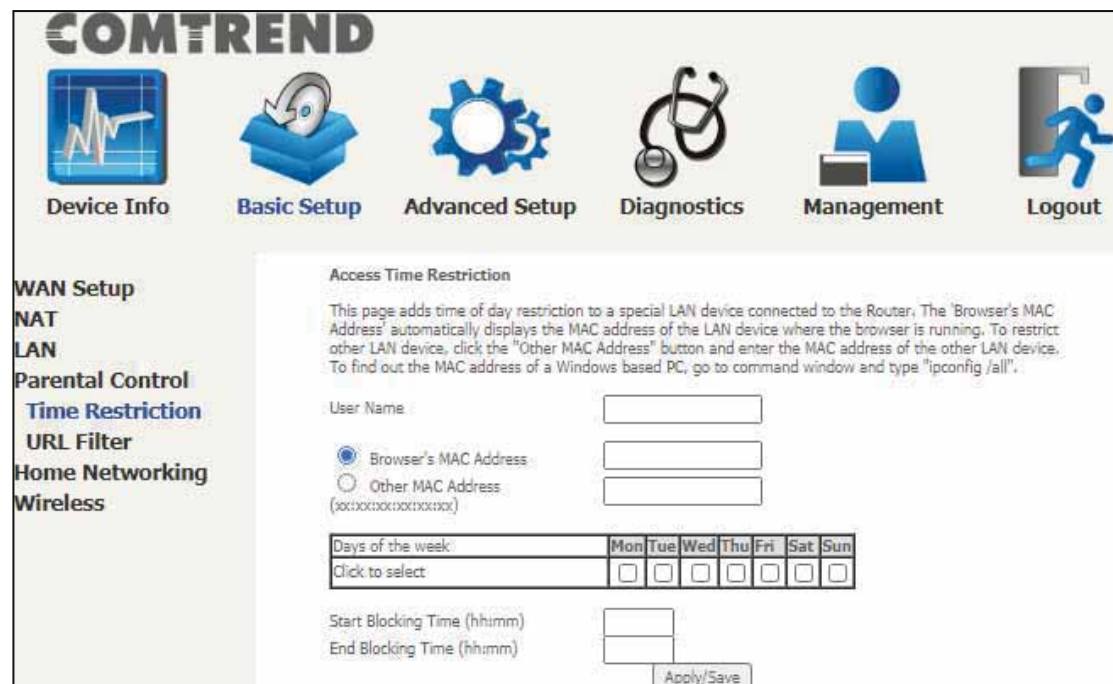 COMTREND
Device Info
Basic Setup
Advanced Setup
Diagnostics
Management
Logout
WAN Setup
NAT
LAN
Parental Control
Time Restriction
URL Filter
Home Networking
Wireless
Access Time Restriction
This page adds time of day restriction to a special LAN device connected to the Router. The 'Browser's MAC
Address' automatically displays the MAC address of the LAN device where the browser is running. To restrict
other LAN device, click the "Other MAC Address" button and enter the MAC address of the other LAN device.
To find out the MAC address of a Windows based PC, go to command window and type "ipconfig /all".
User Name
Browser's MAC Address
Other MAC Address
(xx:xx:xx:xx:xx:xx)
Days of the week Mon Tue Wed Thu Fri Sat Sun
Click to select
Start Blocking Time (hh:mm)
End Blocking Time (hh:mm)
Apply/Save